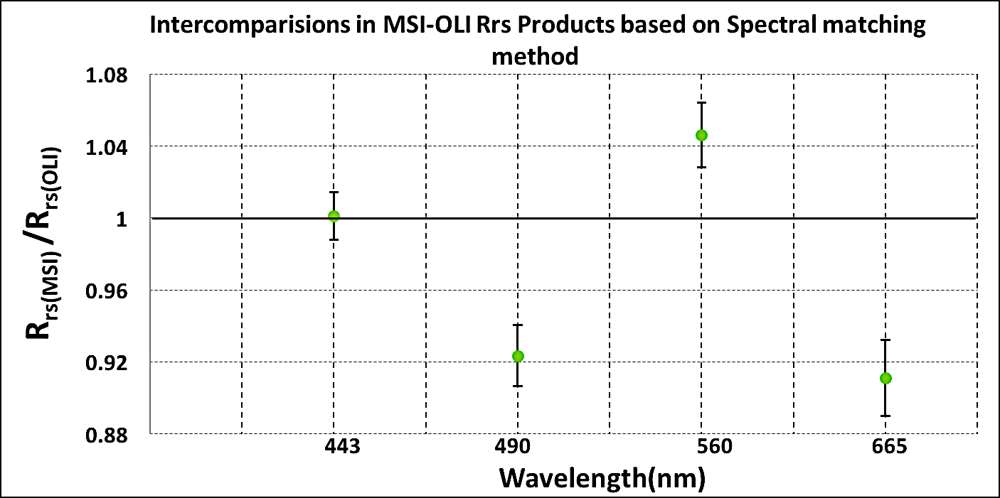 Intercomparisions in MSI-OLI Rrs Products based on Spectral matching
method
1.08
1.04
1
0.96
0.92
0.88
Rrs(MSI) /Rrs(OLI)
443 490 560 665
Wavelength(nm)